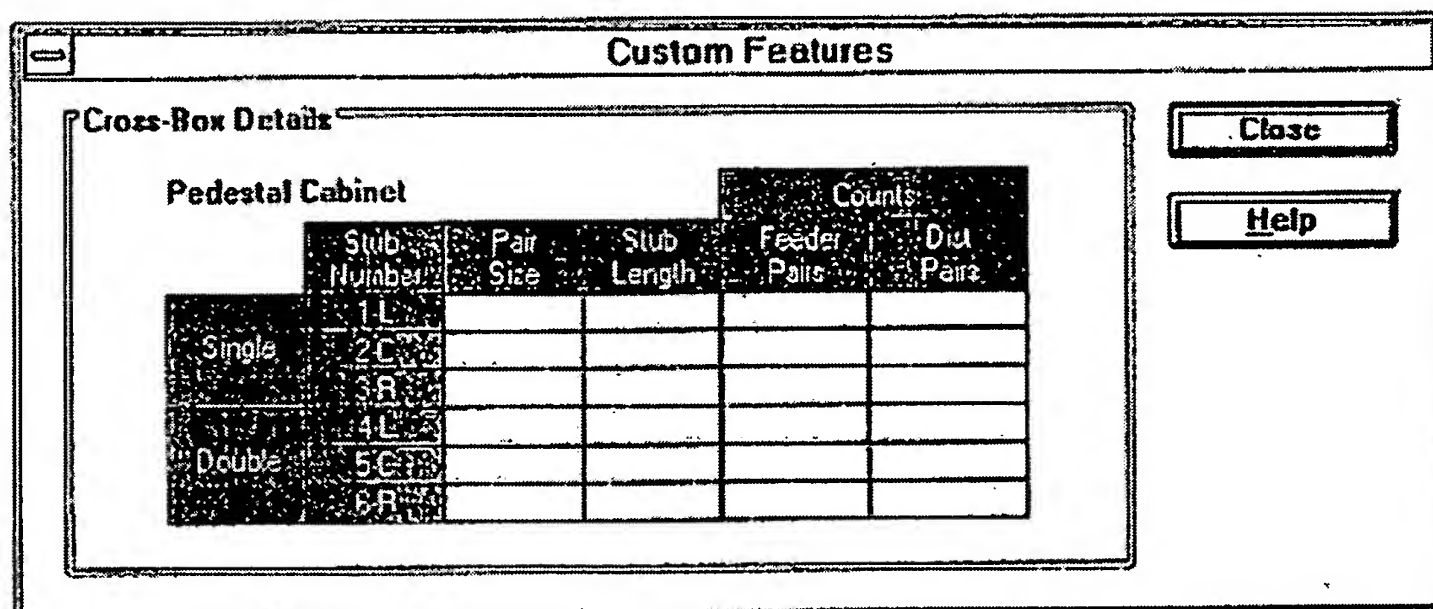 Custom Features
Cross-Box Details
Close
Pedestal Cabinet
Counts
Help
Stub Number
Pair Size
Stub Length
Feeder Pairs
Dist Pairs
Single
1-L
2-C
3-R
Double
4-L
5-C
6-R